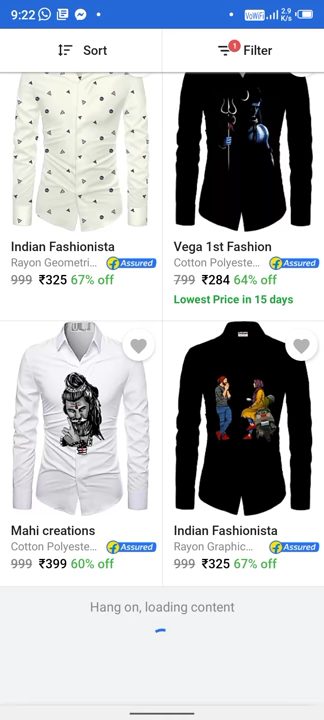 9:22
VoWiFi 2.9 K/s
Sort
1
Filter
Indian Fashionista
Rayon Geometri... Assured
999 ₹325 67% off
Vega 1st Fashion
Cotton Polyeste... Assured
799 ₹284 64% off
Lowest Price in 15 days
Mahi creations
Cotton Polyeste... Assured
999 ₹399 60% off
Indian Fashionista
Rayon Graphic... Assured
999 ₹325 67% off
Hang on, loading content